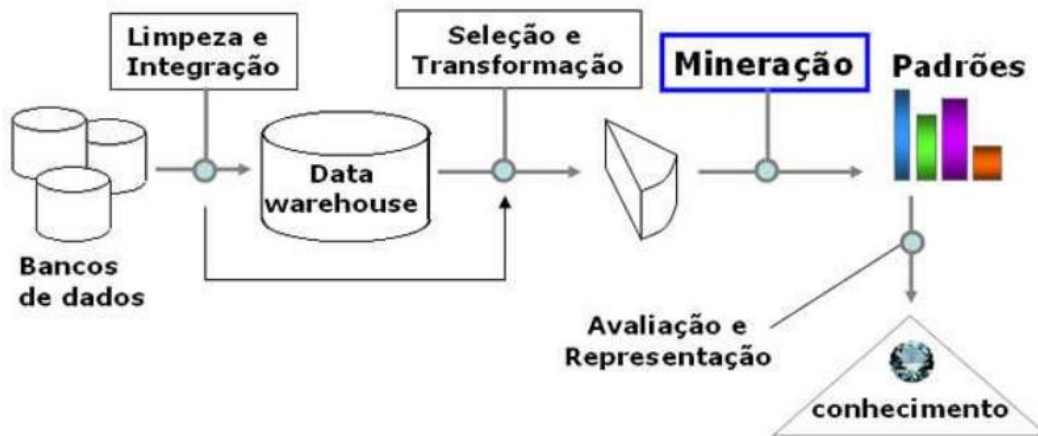 Limpeza e
Integração
Seleção e
Transformação
Mineração
Padrões
Data
warehouse
Bancos
de dados
Avaliação e
Representação
conhecimento